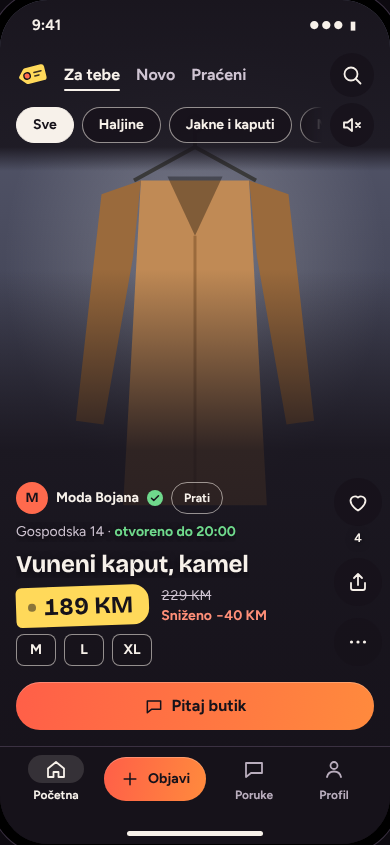 9:41
Za tebe Novo Praćeni
Sve Haljine Jakne i kaputi
M Moda Bojana Prati
Gospodska 14 · otvoreno do 20:00
Vuneni kaput, kamel
4
189 KM 229 KM
Sniženo −40 KM
M L XL
Pitaj butik
Početna Objavi Poruke Profil